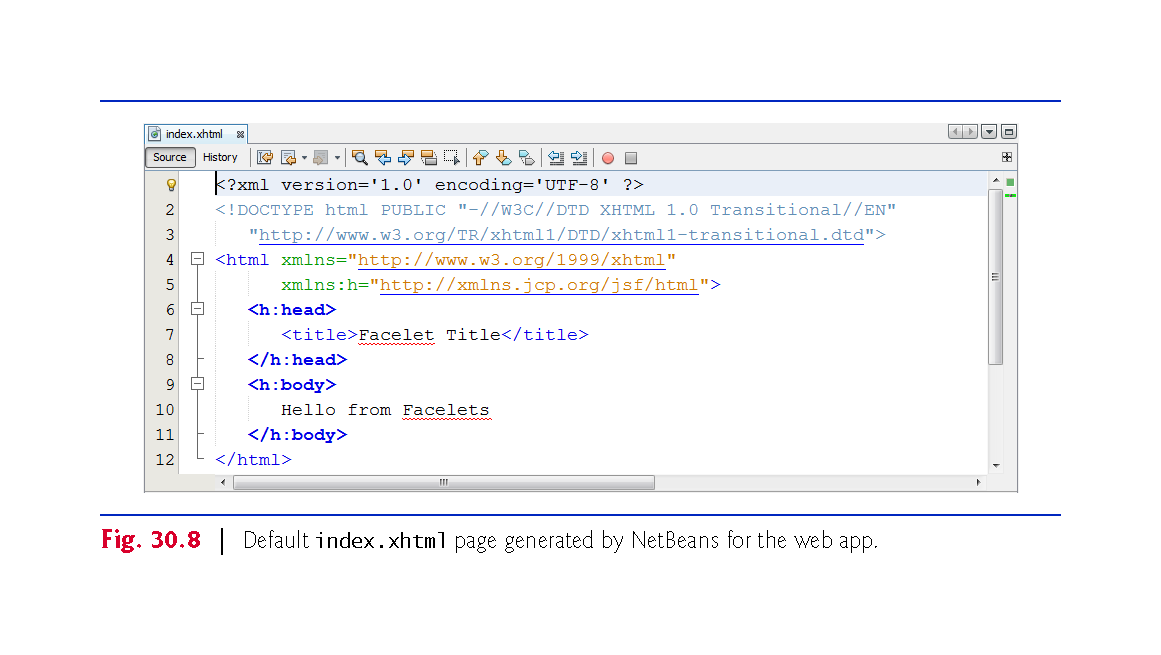 index.xhtml
Source History
<?xml version='1.0' encoding='UTF-8' ?>
2 <!DOCTYPE html PUBLIC "-//W3C//DTD XHTML 1.0 Transitional//EN"
3 "http://www.w3.org/TR/xhtml1/DTD/xhtml1-transitional.dtd">
4 <html xmlns="http://www.w3.org/1999/xhtml"
5 xmlns:h="http://xmlns.jcp.org/jsf/html">
6 <h:head>
7 <title>Facelet Title</title>
8 </h:head>
9 <h:body>
10 Hello from Facelets
11 </h:body>
12 </html>
Fig. 30.8 | Default index.xhtml page generated by NetBeans for the web app.